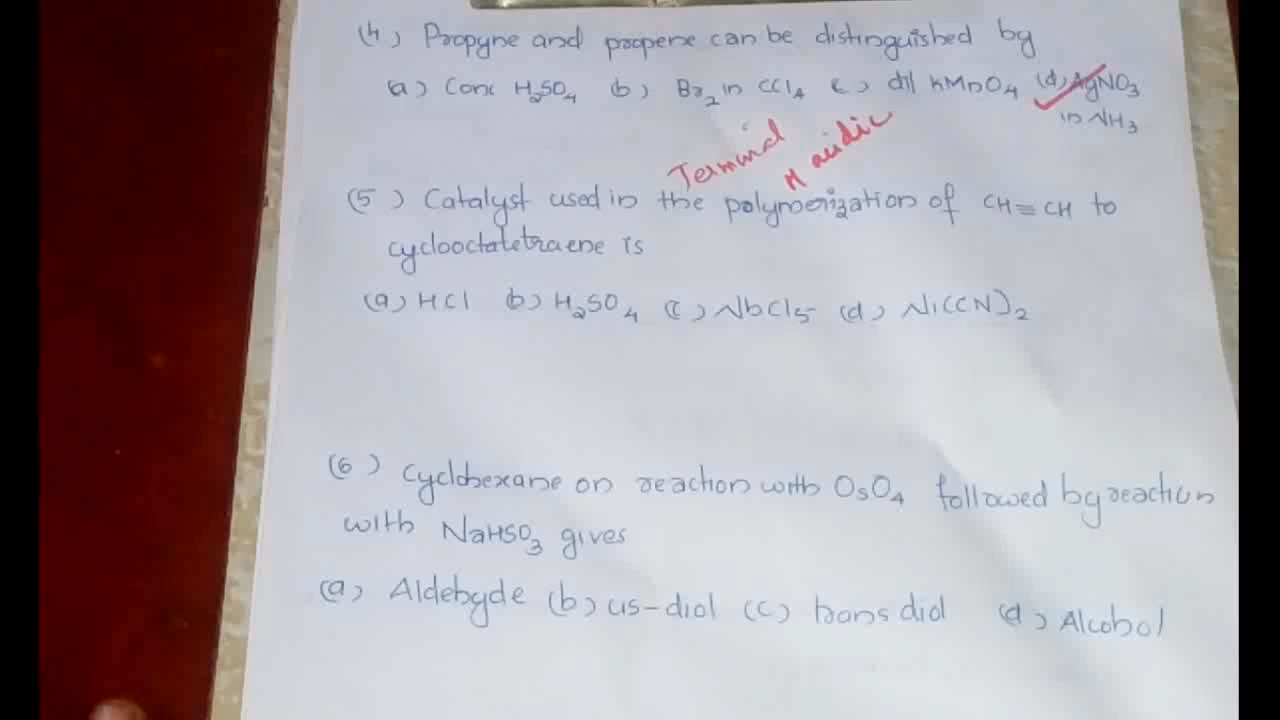 (4) Propyne and propene can be distinguished by
(a) Conc H2SO4 (b) Br2 in CCl4 (c) dil KMnO4 (d) AgNO3
in NH3
Terminal
H acidic
(5) Catalyst used in the polymerization of CH≡CH to
cyclooctatetraene is
(a) HCl (b) H2SO4 (c) NbCl5 (d) Ni(CN)2
(6) Cyclohexane on reaction with OsO4 followed by reaction
with NaHSO3 gives
(a) Aldehyde (b) cis-diol (c) trans diol (d) Alcohol